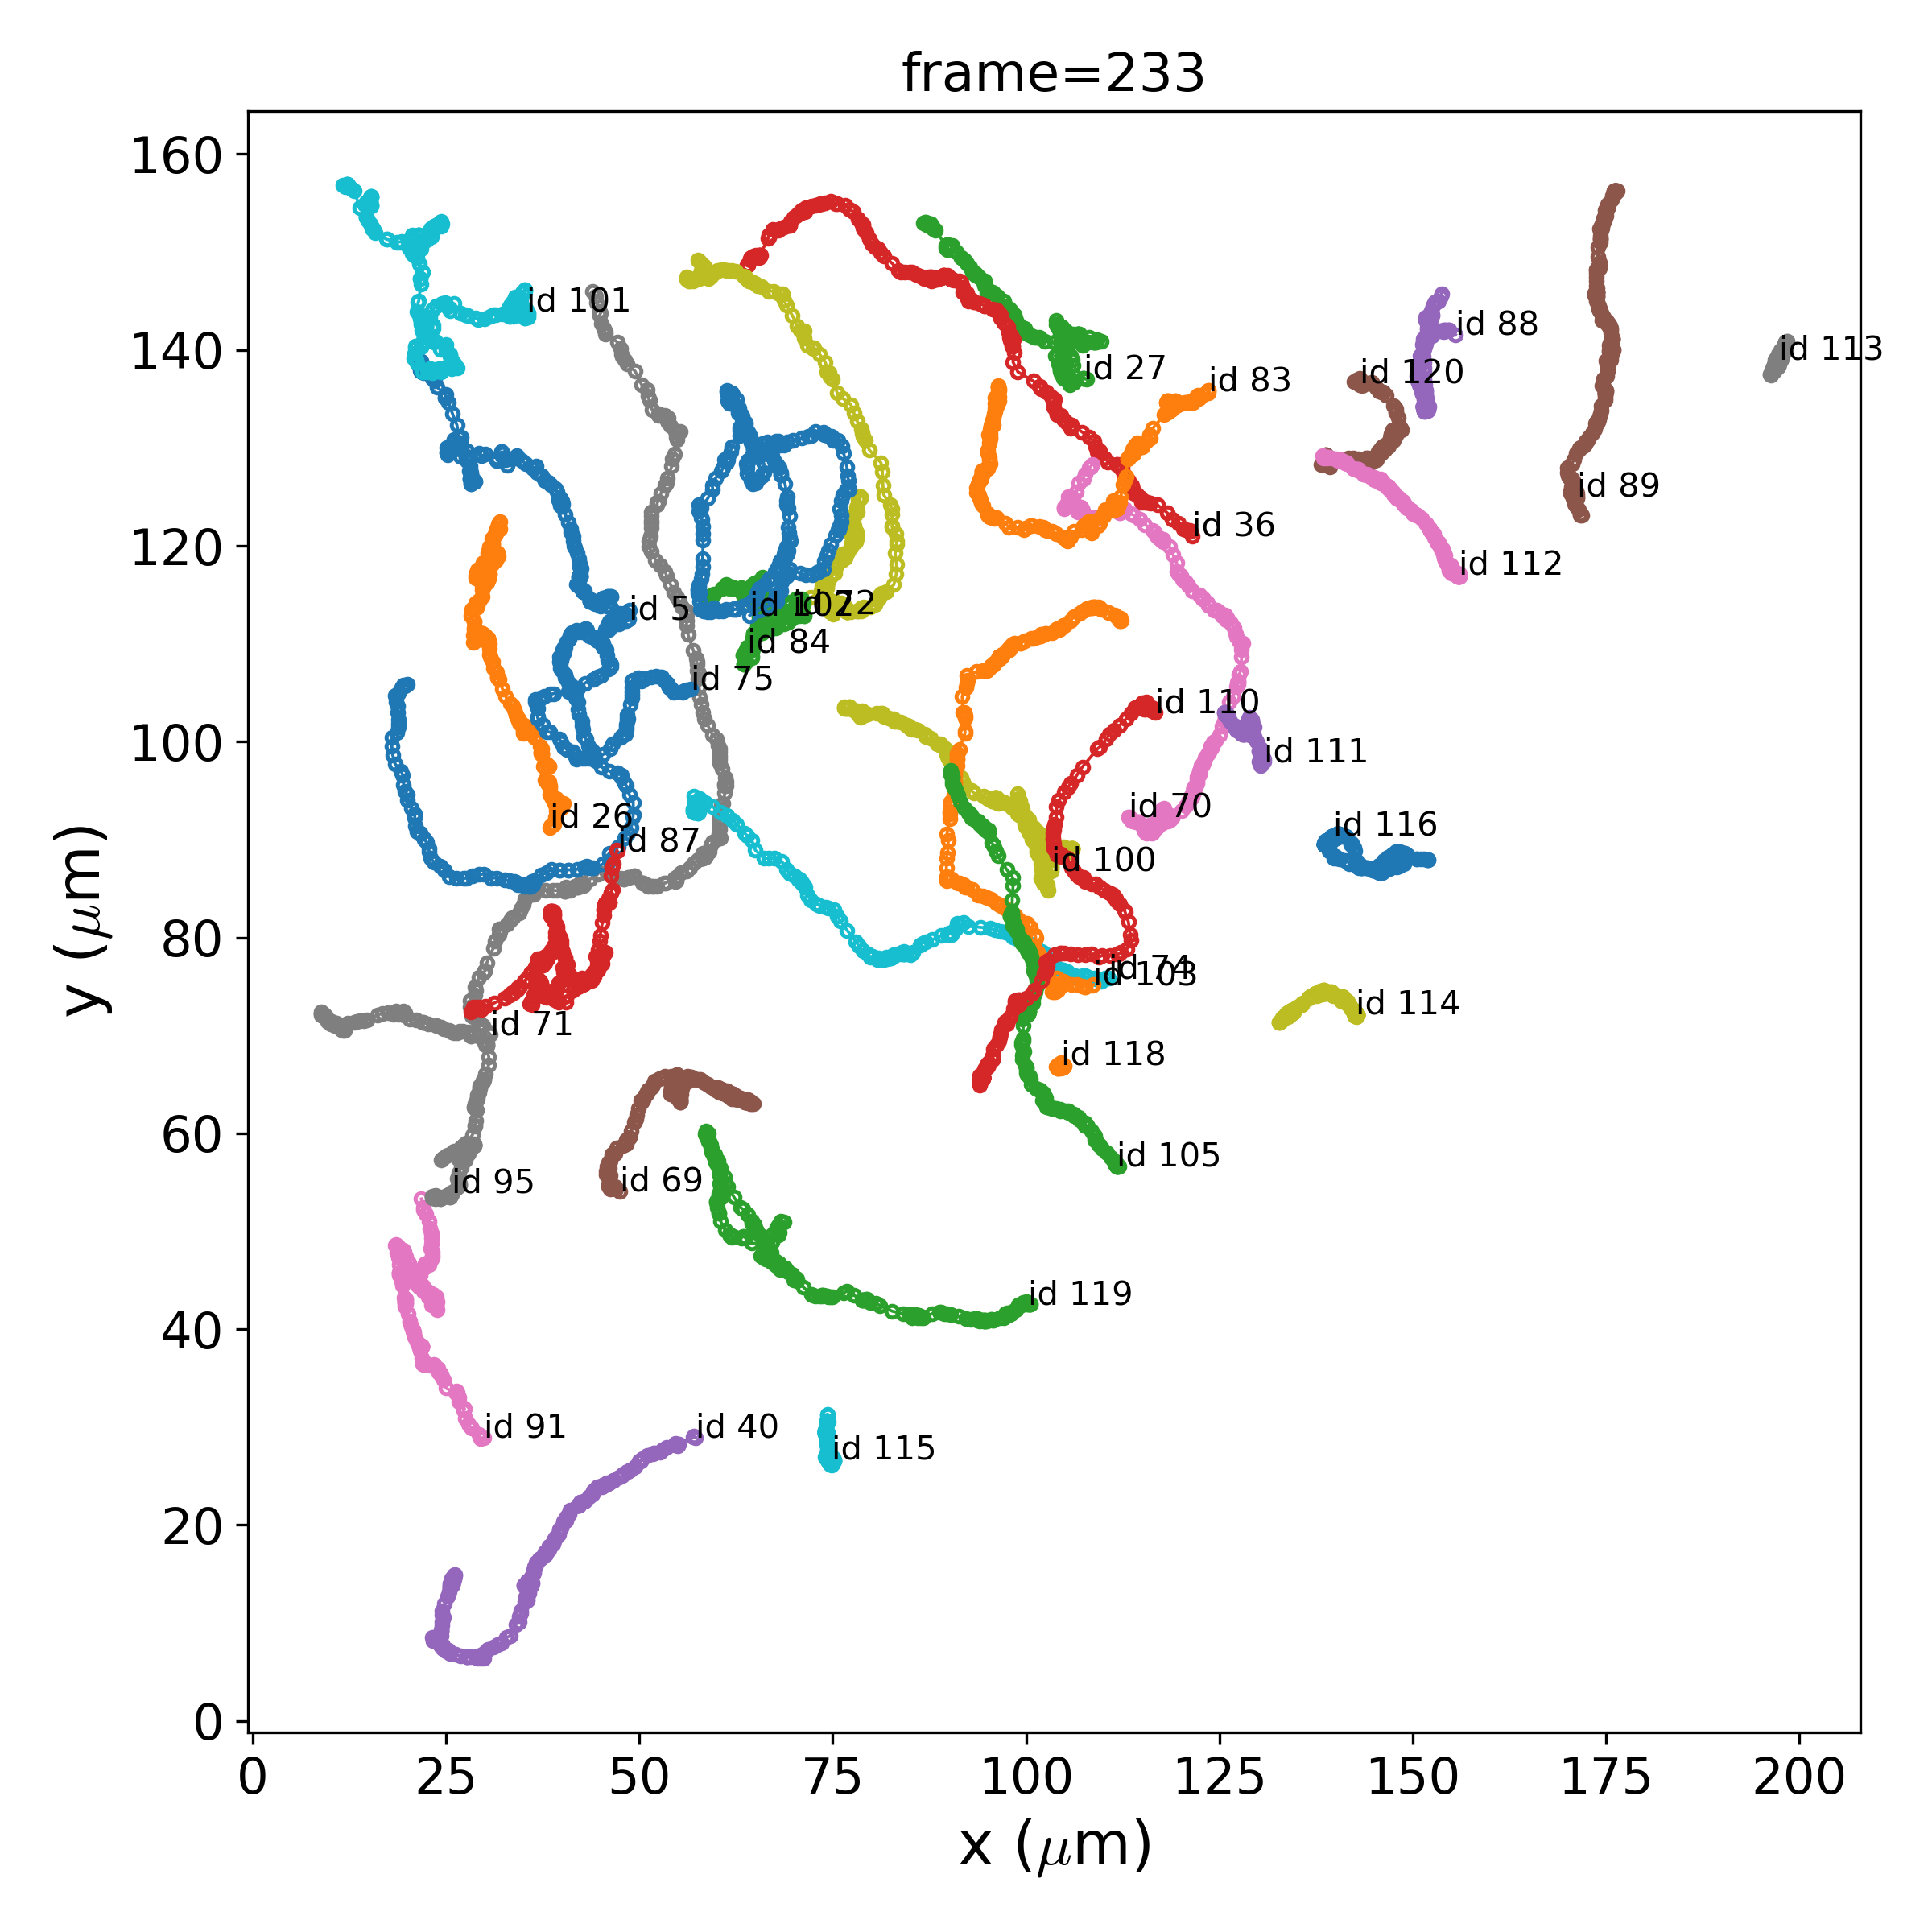 frame=233
160
140
120
100
80
60
40
20
0
y (μm)
id 101
id 88
id 113
id 27
id 120
id 83
id 89
id 36
id 112
id 5
id 102
id 84
id 75
id 110
id 111
id 70
id 26
id 116
id 87
id 100
id 74
id 103
id 114
id 71
id 118
id 105
id 95
id 69
id 119
id 91
id 40
id 115
0 25 50 75 100 125 150 175 200
x (μm)